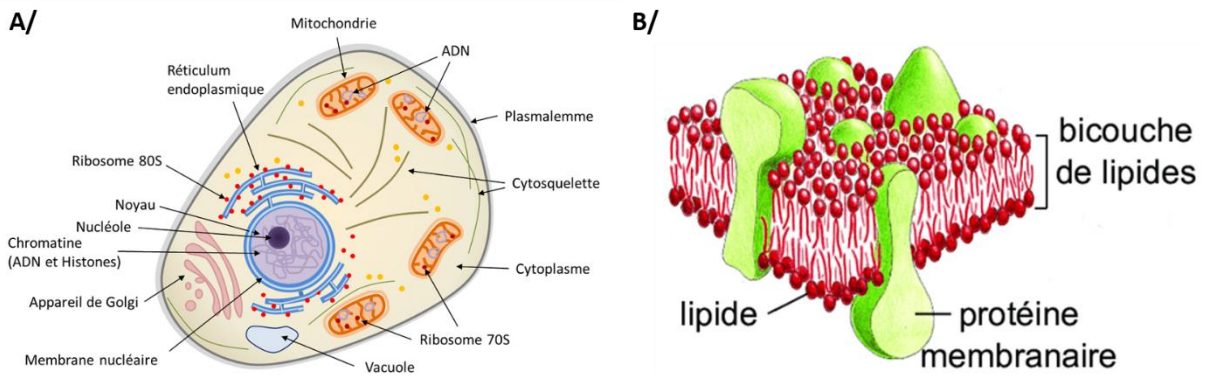 A/
Mitochondrie
ADN
Réticulum
endoplasmique
Plasmalemme
Ribosome 80S
Cytosquelette
Noyau
Nucléole
Chromatine
(ADN et Histones)
Cytoplasme
Appareil de Golgi
Ribosome 70S
Membrane nucléaire
Vacuole
B/
bicouche
de lipides
lipide
protéine
membranaire